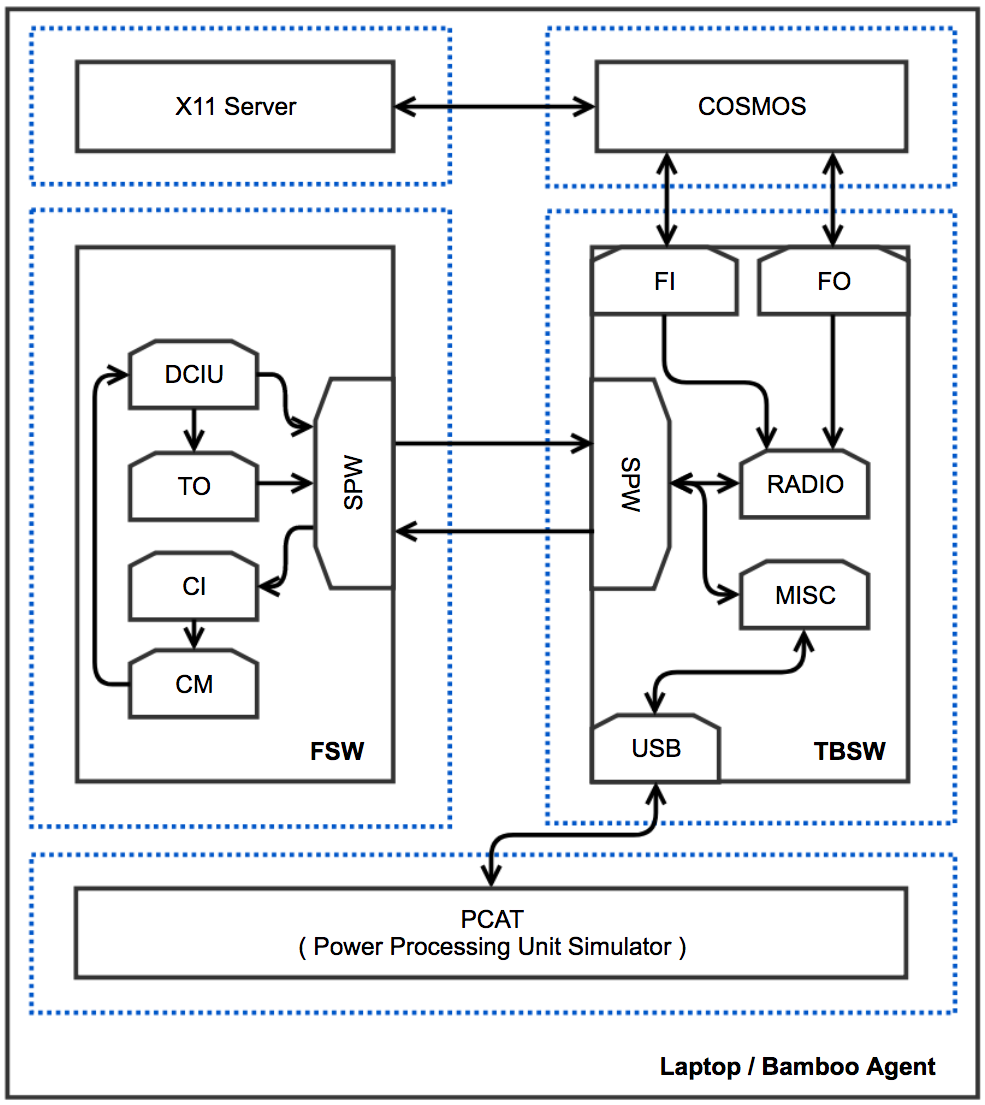 X11 Server
COSMOS
FI
FO
DCIU
TO
SPW
CI
CM
FSW
SPW
RADIO
MISC
USB
TBSW
PCAT
( Power Processing Unit Simulator )
Laptop / Bamboo Agent